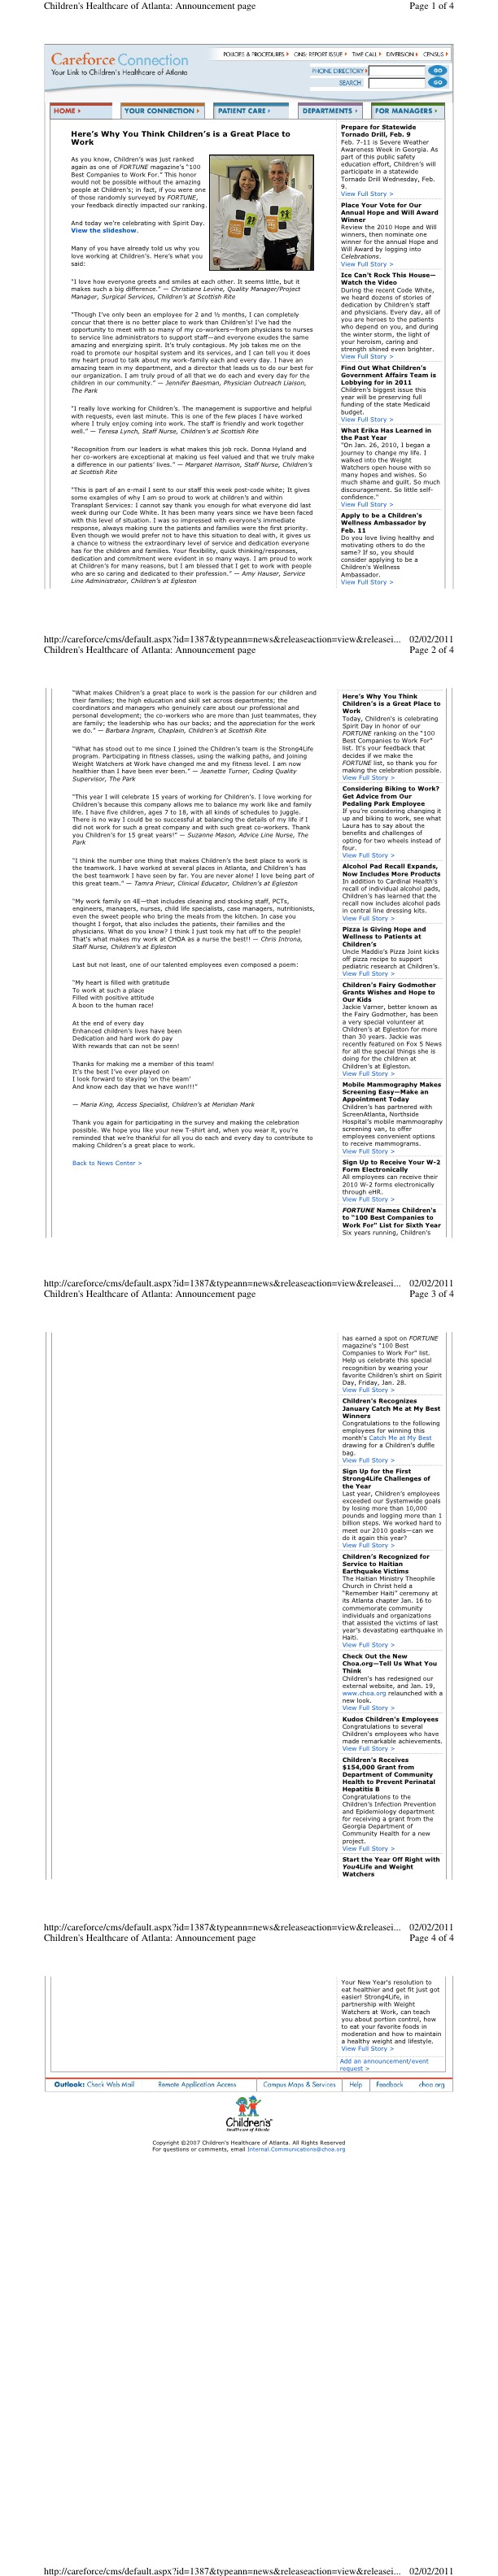 Children's Healthcare of Atlanta: Announcement page Page 1 of 4
Careforce Connection
Your Link to Children's Healthcare of Atlanta
POLICIES & PROCEDURES CNS: REPORT ISSUE TIME CALL DIVERSION CENSUS
PHONE DIRECTORY GO
SEARCH GO
HOME YOUR CONNECTION PATIENT CARE DEPARTMENTS FOR MANAGERS
Here's Why You Think Children's is a Great Place to
Work
As you know, Children's was just ranked
again as one of FORTUNE magazine's "100
Best Companies to Work For." This honor
would not be possible without the amazing
people at Children's; in fact, if you were one
of those randomly surveyed by FORTUNE,
your feedback directly impacted our ranking.
And today we're celebrating with Spirit Day.
View the slideshow.
Many of you have already told us why you
love working at Children's. Here's what you
said:
"I love how everyone greets and smiles at each other. It seems little, but it
makes such a big difference." — Christiane Levine, Quality Manager/Project
Manager, Surgical Services, Children's at Scottish Rite
"Though I've been an employee for 2 and ½ months, I can completely
concur that there is no better place to work than Children's! I've had the
opportunity to meet with so many of my co-workers—from physicians to nurses
to service line administrators to support staff—and everyone exudes the same
amazing and energizing spirit. It's truly contagious. My job takes me on the
road to promote our hospital system and its services, and I can tell you it does
my heart proud to talk about my work-family each and every day. I have an
amazing team in my department, and a director that leads us to do our best for
our organization. I am truly proud of all that we do each and every day for the
children in our community." — Jennifer Baesman, Physician Outreach Liaison,
The Park
"I really love working for Children's. The management is supportive and helpful
with requests, even last minute. This is one of the few places I have worked
where I truly enjoy coming into work. The staff is friendly and work together
well." — Teresa Lynch, Staff Nurse, Children's at Scottish Rite
"Recognition from our leaders is what makes this a great place. Donna Hyland and
her co-workers are exceptional at making us feel valued and that we truly make
a difference in our patients' lives." — Margaret Harrison, Staff Nurse, Children's
at Scottish Rite
"This is part of an e-mail I sent to our staff this week post-code white; It gives
some examples of why I love to work at children's and within
Transplant Services: I cannot say thank you enough for what everyone did last
week during our Code White. It has been many years since we have been faced
with this level of situation. I was so impressed with everyone's immediate
response, always making sure the patients and families were the first priority.
Even though we would prefer not to have this situation to deal with, it gives us
a chance to witness the extraordinary level of service and dedication everyone
has for the children and families. Your flexibility, quick thinking/responses,
dedication and commitment were evident in so many ways. I am proud to work
at Children's for many reasons, but I am blessed that I get to work with people
who are so caring and dedicated to their profession." — Amy Hauser, Service
Line Administrator, Children's at Egleston
Prepare for Statewide
Tornado Drill, Feb. 9
Feb. 7-11 is Severe Weather
Awareness Week in Georgia. As
part of this public safety
education effort, Children's will
participate in a statewide
Tornado Drill Wednesday, Feb.
9.
View Full Story >
Place Your Vote for Our
Annual Hope and Will Award
Winner
Review the 2010 Hope and Will
winners, then nominate one
winner for the annual Hope and
Will Award by logging into
Celebrations.
View Full Story >
Ice Can't Rock This House—
Watch the Video
During the recent Code White,
we heard dozens of stories of
dedication by Children's staff
and physicians. Every day, all of
you are heroes to the patients
who depend on you, and during
the winter storm, the light of
your heroism, caring and
strength shined even brighter.
View Full Story >
Find Out What Children's
Government Affairs Team is
Lobbying for in 2011
Children's biggest issue this
year will be preserving full
funding of the state Medicaid
budget.
View Full Story >
What Erika Has Learned in
the Past Year
"On Jan. 26, 2010, I began a
journey to change my life. I
walked into the Weight
Watchers open house with so
many hopes and wishes. So
much shame and guilt. So much
discouragement. So little self-
confidence."
View Full Story >
Apply to be a Children's
Wellness Ambassador by
Feb. 11
Do you love living healthy and
motivating others to do the
same? If so, you should
consider applying to be a
Children's Wellness
Ambassador.
View Full Story >
http://careforce/cms/default.aspx?id=1387&typeann=news&releaseaction=view&releasei... 02/02/2011
Children's Healthcare of Atlanta: Announcement page Page 2 of 4
"What makes Children's a great place to work is the passion for our children and
their families; the high education and skill set across departments; the
coordinators and managers who genuinely care about our professional and
personal development; the co-workers who are more than just teammates, they
are family; the leadership who has our backs; and the appreciation for the work
we do." — Barbara Ingram, Chaplain, Children's at Scottish Rite
"What has stood out to me since I joined the Children's team is the Strong4Life
program. Participating in fitness classes, using the walking paths, and joining
Weight Watchers at Work have changed me and my fitness level. I am now
healthier than I have ever been." — Jeanette Turner, Coding Quality
Supervisor, The Park
"This year I will celebrate 15 years of working for Children's. I love working for
Children's because it has always allowed me to balance my work like and family
life. I have five children, ages 7 to 18, with all kinds of schedules to juggle.
There is no way I could be so successful at balancing the details of my life if I
did not work for such a great company and with such great co-workers. Thank
you Children's for 15 great years!" — Suzanne Heason, Advice Line Nurse, The
Park
"I think the number one thing that makes Children's the best place to work is
the teamwork. I have worked in several places in Atlanta, and Children's has
the best teamwork I have seen by far. You are never alone! I love being part of
this great team." — Tamra Prieur, Clinical Educator, Children's at Egleston
"My work family on 4E—that includes cleaning and stocking staff, PCTs,
engineers, managers, nurses, child life specialists, case managers, nutritionists,
even the sweet people who bring the meals from the kitchen. In case you
thought I forgot, that also includes the patients, their families and the
physicians. What do you know? I think I just took my hat off to the people!
That's what makes my work at CHOA as a nurse the best!! — Chris Introna,
Staff Nurse, Children's at Egleston
Last but not least, one of our talented employees even composed a poem:
"My heart is filled with gratitude
To work at such a place
Filled with positive attitude
A boon to the human race!
At the end of every day
Enhanced children's lives have been
Dedication and hard work do pay
With rewards that can not be seen!
Thanks for making me a member of this team!
It's the best I've ever played on
I look forward to staying 'on the beam'
And know each day that we have won!!!"
— Maria King, Access Specialist, Children's at Meridian Mark
Thank you again for participating in the survey and making the celebration
possible. We hope you like your new T-shirt and, when you wear it, you're
reminded that we're thankful for all you do each and every day to contribute to
making Children's a great place to work.
Back to News Center >
Here's Why You Think
Children's is a Great Place to
Work
Today, Children's is celebrating
Spirit Day in honor of our
FORTUNE ranking on the "100
Best Companies to Work For"
list. It's your feedback that
decides if we make the
FORTUNE list, so thank you for
making the celebration possible.
View Full Story >
Considering Biking to Work?
Get Advice from Our
Pedaling Park Employee
If you're considering changing it
up and biking to work, see what
Laura has to say about the
benefits and challenges of
opting for two wheels instead of
four.
View Full Story >
Alcohol Pad Recall Expands,
Now Includes More Products
In addition to Cardinal Health's
recall of individual alcohol pads,
Children's has learned that the
recall now includes alcohol pads
in central line dressing kits.
View Full Story >
Pizza is Giving Hope and
Wellness to Patients at
Children's
Uncle Maddio's Pizza Joint kicks
off pizza recipe to support
pediatric research at Children's.
View Full Story >
Children's Fairy Godmother
Grants Wishes and Hope to
Our Kids
Jackie Varner, better known as
the Fairy Godmother, has been
a very special volunteer at
Children's at Egleston for more
than 30 years. Jackie was
recently featured on Fox 5 News
for all the special things she is
doing for the children at
Children's at Egleston.
View Full Story >
Mobile Mammography Makes
Screening Easy—Make an
Appointment Today
Children's has partnered with
ScreenAtlanta, Northside
Hospital's mobile mammography
screening van, to offer
employees convenient options
to receive mammograms.
View Full Story >
Sign Up to Receive Your W-2
Form Electronically
All employees can receive their
2010 W-2 forms electronically
through eHR.
View Full Story >
FORTUNE Names Children's
to "100 Best Companies to
Work For" List for Sixth Year
Six years running, Children's
http://careforce/cms/default.aspx?id=1387&typeann=news&releaseaction=view&releasei... 02/02/2011
Children's Healthcare of Atlanta: Announcement page Page 3 of 4
has earned a spot on FORTUNE
magazine's "100 Best
Companies to Work For" list.
Help us celebrate this special
recognition by wearing your
favorite Children's shirt on Spirit
Day, Friday, Jan. 28.
View Full Story >
Children's Recognizes
January Catch Me at My Best
Winners
Congratulations to the following
employees for winning this
month's Catch Me at My Best
drawing for a Children's duffle
bag.
View Full Story >
Sign Up for the First
Strong4Life Challenges of
the Year
Last year, Children's employees
exceeded our Systemwide goals
by losing more than 10,000
pounds and logging more than 1
billion steps. We worked hard to
meet our 2010 goals—can we
do it again this year?
View Full Story >
Children's Recognized for
Service to Haitian
Earthquake Victims
The Haitian Ministry Theophile
Church in Christ held a
"Remember Haiti" ceremony at
its Atlanta chapter Jan. 16 to
commemorate community
individuals and organizations
that assisted the victims of last
year's devastating earthquake in
Haiti.
View Full Story >
Check Out the New
Choa.org—Tell Us What You
Think
Children's has redesigned our
external website, and Jan. 19,
www.choa.org relaunched with a
new look.
View Full Story >
Kudos Children's Employees
Congratulations to several
Children's employees who have
made remarkable achievements.
View Full Story >
Children's Receives
$154,000 Grant from
Department of Community
Health to Prevent Perinatal
Hepatitis B
Congratulations to the
Children's Infection Prevention
and Epidemiology department
for receiving a grant from the
Georgia Department of
Community Health for a new
project.
View Full Story >
Start the Year Off Right with
You4Life and Weight
Watchers
http://careforce/cms/default.aspx?id=1387&typeann=news&releaseaction=view&releasei... 02/02/2011
Children's Healthcare of Atlanta: Announcement page Page 4 of 4
Your New Year's resolution to
eat healthier and get fit just got
easier! Strong4Life, in
partnership with Weight
Watchers at Work, can teach
you about portion control, how
to eat your favorite foods in
moderation and how to maintain
a healthy weight and lifestyle.
View Full Story >
Add an announcement/event
request >
Outlook: Check Web Mail Remote Application Access Campus Maps & Services Help Feedback choa.org
Children's
Healthcare of Atlanta
Copyright ©2007 Children's Healthcare of Atlanta. All Rights Reserved
For questions or comments, email Internal.Communications@choa.org
http://careforce/cms/default.aspx?id=1387&typeann=news&releaseaction=view&releasei... 02/02/2011